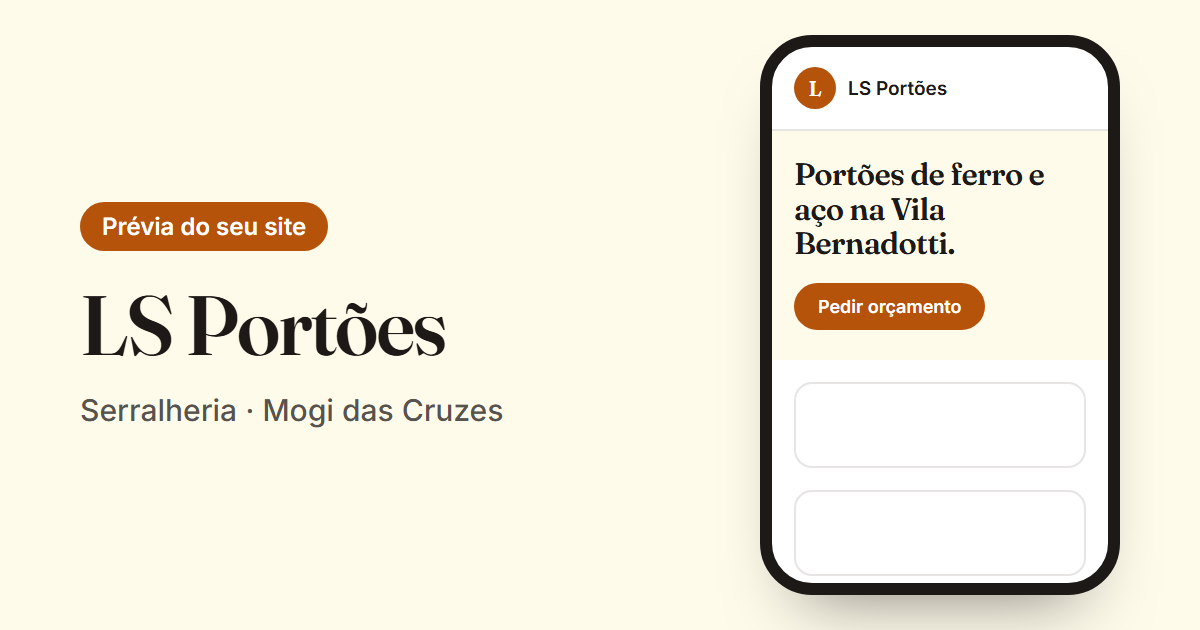 Prévia do seu site
LS Portões
Serralheria · Mogi das Cruzes
L
LS Portões
Portões de ferro e
aço na Vila
Bernadotti.
Pedir orçamento